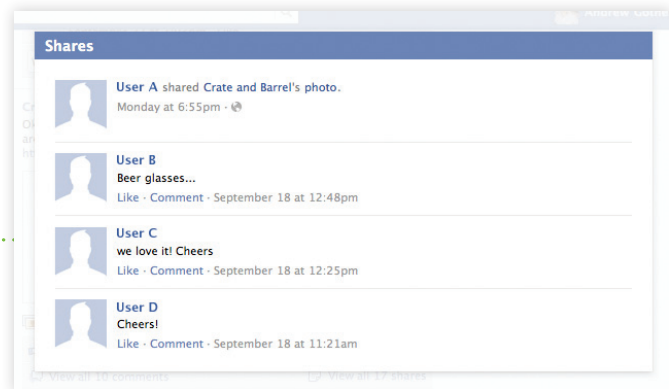 Shares
User A shared Crate and Barrel's photo.
Monday at 6:55pm ·
User B
Beer glasses...
Like · Comment · September 18 at 12:48pm
User C
we love it! Cheers
Like · Comment · September 18 at 12:25pm
User D
Cheers!
Like · Comment · September 18 at 11:21am
View all 10 comments
View all 17 shares